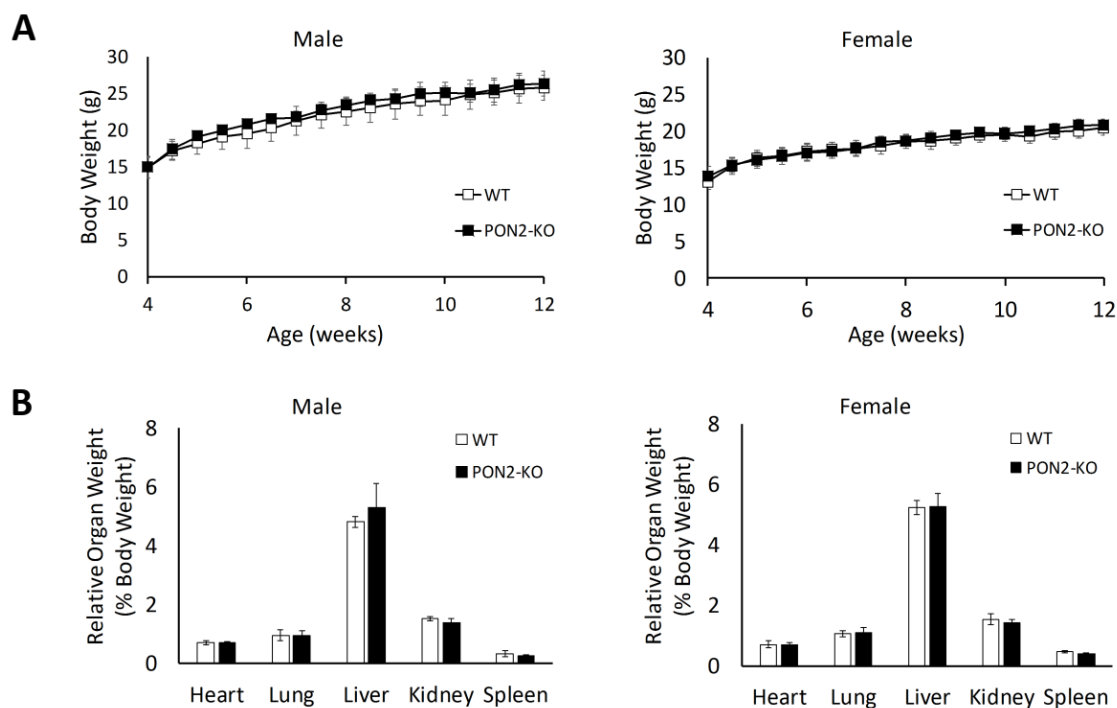 A
Male
Body Weight (g)
30
25
20
15
10
5
0
WT
PON2-KO
4 6 8 10 12
Age (weeks)
Female
Body Weight (g)
30
25
20
15
10
5
0
WT
PON2-KO
4 6 8 10 12
Age (weeks)
B
Male
Relative Organ Weight
(% Body Weight)
8
6
4
2
0
WT
PON2-KO
Heart Lung Liver Kidney Spleen
Female
Relative Organ Weight
(% Body Weight)
8
6
4
2
0
WT
PON2-KO
Heart Lung Liver Kidney Spleen